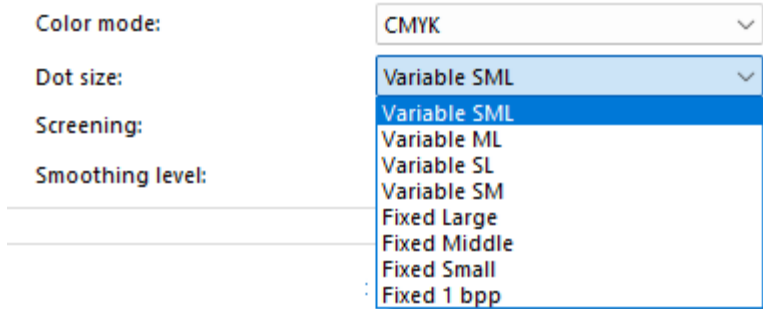 Color mode: CMYK
Dot size: Variable SML
Variable SML
Screening:
Variable ML
Variable SL
Smoothing level:
Variable SM
Fixed Large
Fixed Middle
Fixed Small
: Fixed 1 bpp